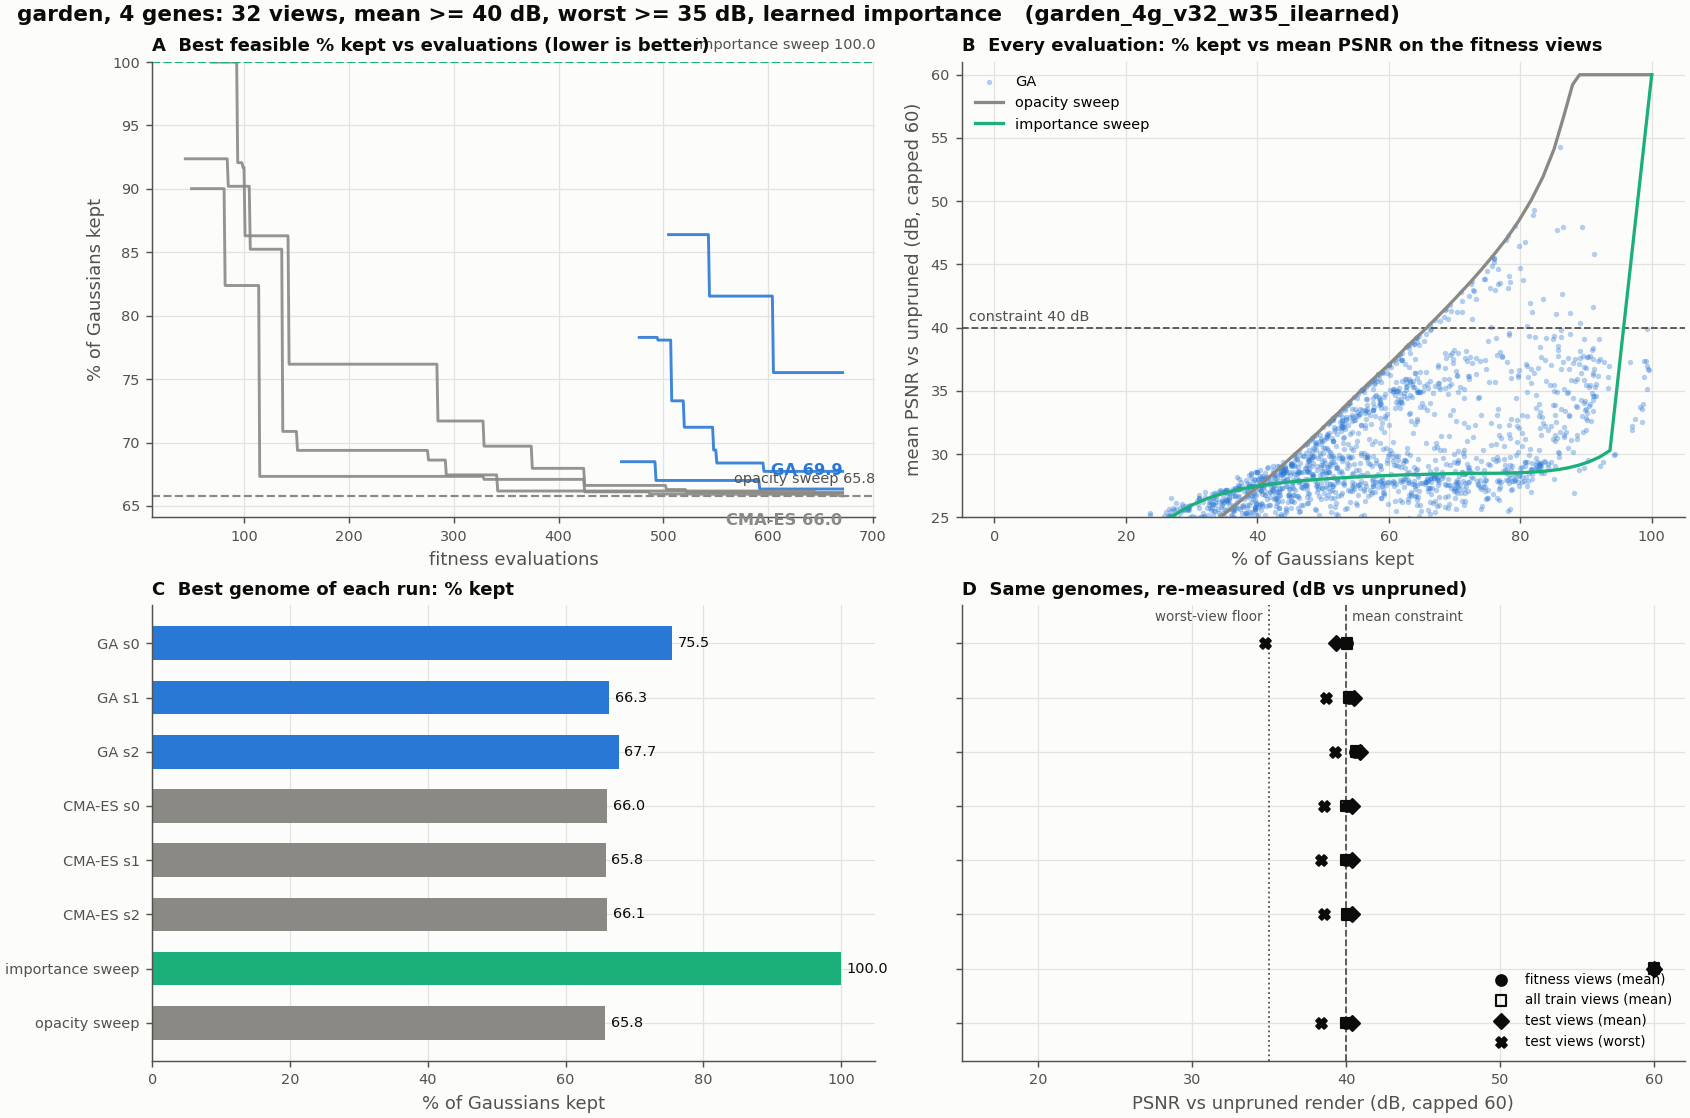 garden, 4 genes: 32 views, mean >= 40 dB, worst >= 35 dB, learned importance (garden_4g_v32_w35_ilearned)
A Best feasible % kept vs evaluations (lower is better)
importance sweep 100.0
100
95
90
85
80
75
70
65
% of Gaussians kept
GA 69.9
opacity sweep 65.8
CMA-ES 66.0
100
200
300
400
500
600
700
fitness evaluations
B Every evaluation: % kept vs mean PSNR on the fitness views
GA
opacity sweep
importance sweep
60
55
50
45
40
35
30
25
mean PSNR vs unpruned (dB, capped 60)
constraint 40 dB
0
20
40
60
80
100
% of Gaussians kept
C Best genome of each run: % kept
GA s0
75.5
GA s1
66.3
GA s2
67.7
CMA-ES s0
66.0
CMA-ES s1
65.8
CMA-ES s2
66.1
importance sweep
100.0
opacity sweep
65.8
0
20
40
60
80
100
% of Gaussians kept
D Same genomes, re-measured (dB vs unpruned)
worst-view floor
mean constraint
fitness views (mean)
all train views (mean)
test views (mean)
test views (worst)
20
30
40
50
60
PSNR vs unpruned render (dB, capped 60)